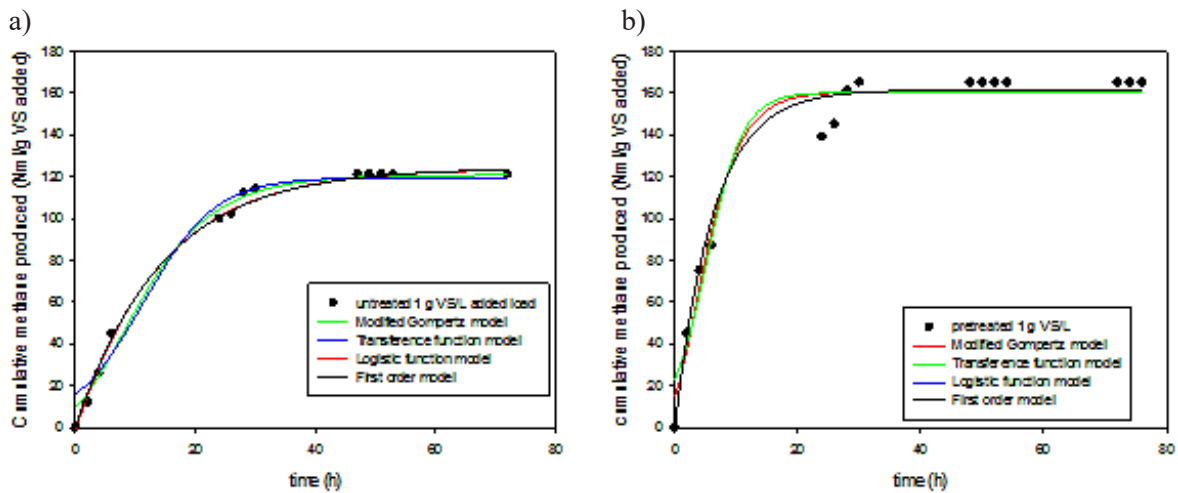 a)
Cumulative methane produced (Nml/g VS added)
180
160
140
120
100
80
60
40
20
0
0 20 40 60 80
time (h)
untreated 1 g VS/L added load
Modified Gompertz model
Transference function model
Logistic function model
First order model
b)
cumulative methane produced (Nml/g VS added)
180
160
140
120
100
80
60
40
20
0
0 20 40 60 80
time (h)
pretreated 1 g VS/L
Modified Gompertz model
Transference function model
Logistic function model
First order model